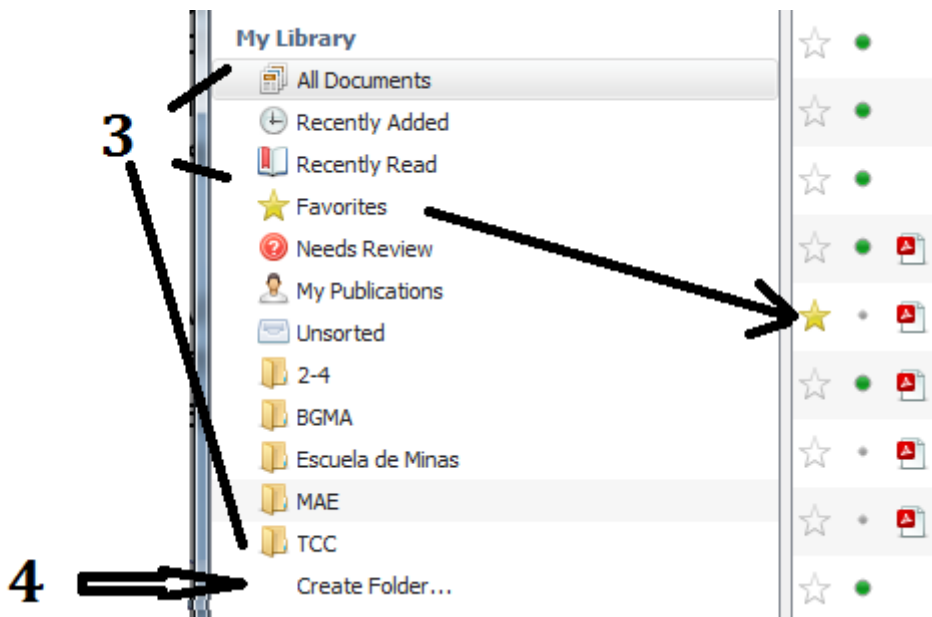 My Library
All Documents
Recently Added
3
Recently Read
Favorites
Needs Review
My Publications
Unsorted
2-4
BGMA
Escuela de Minas
MAE
TCC
4
Create Folder...